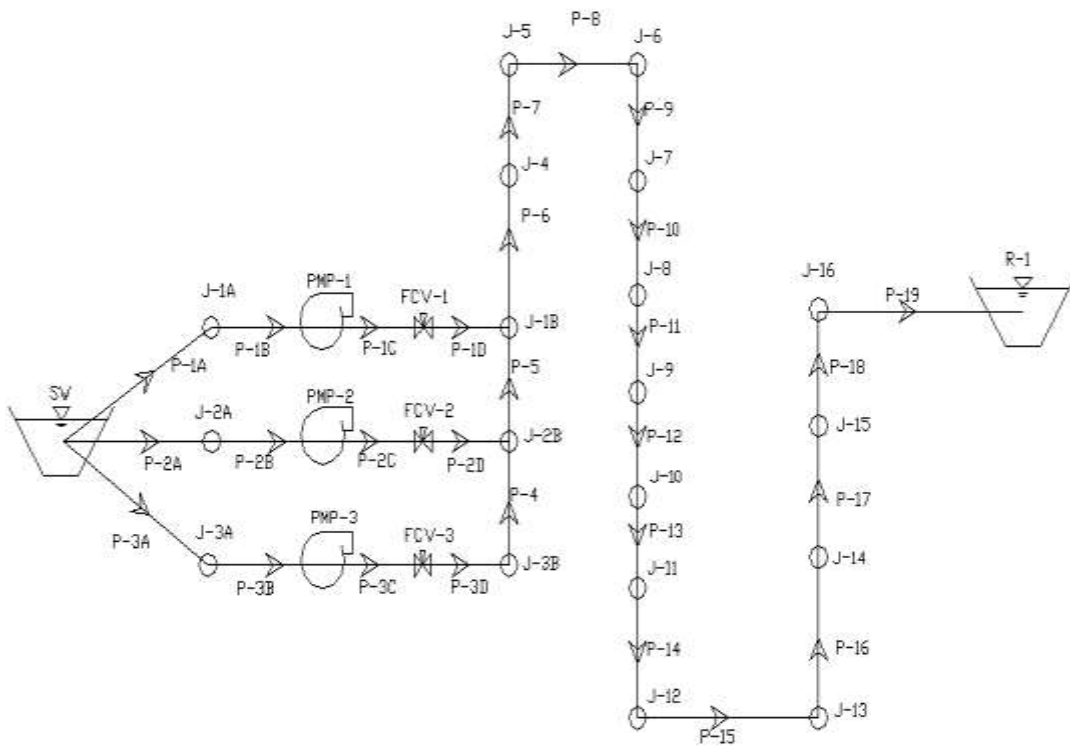 P-8
J-5
J-6
P-7
P-9
J-4
J-7
P-6
P-10
J-8
J-16
R-1
P-19
PMP-1
J-1A
FCV-1
P-1B
P-1C
P-1D
J-1B
P-11
P-1A
P-5
P-18
J-9
SW
PMP-2
J-2A
FCV-2
P-2A
P-2B
P-2C
P-2D
J-2B
P-12
J-15
P-4
J-10
P-17
PMP-3
P-3A
J-3A
FCV-3
P-13
P-3B
P-3C
P-3D
J-3B
J-11
J-14
P-14
P-16
J-12
P-15
J-13